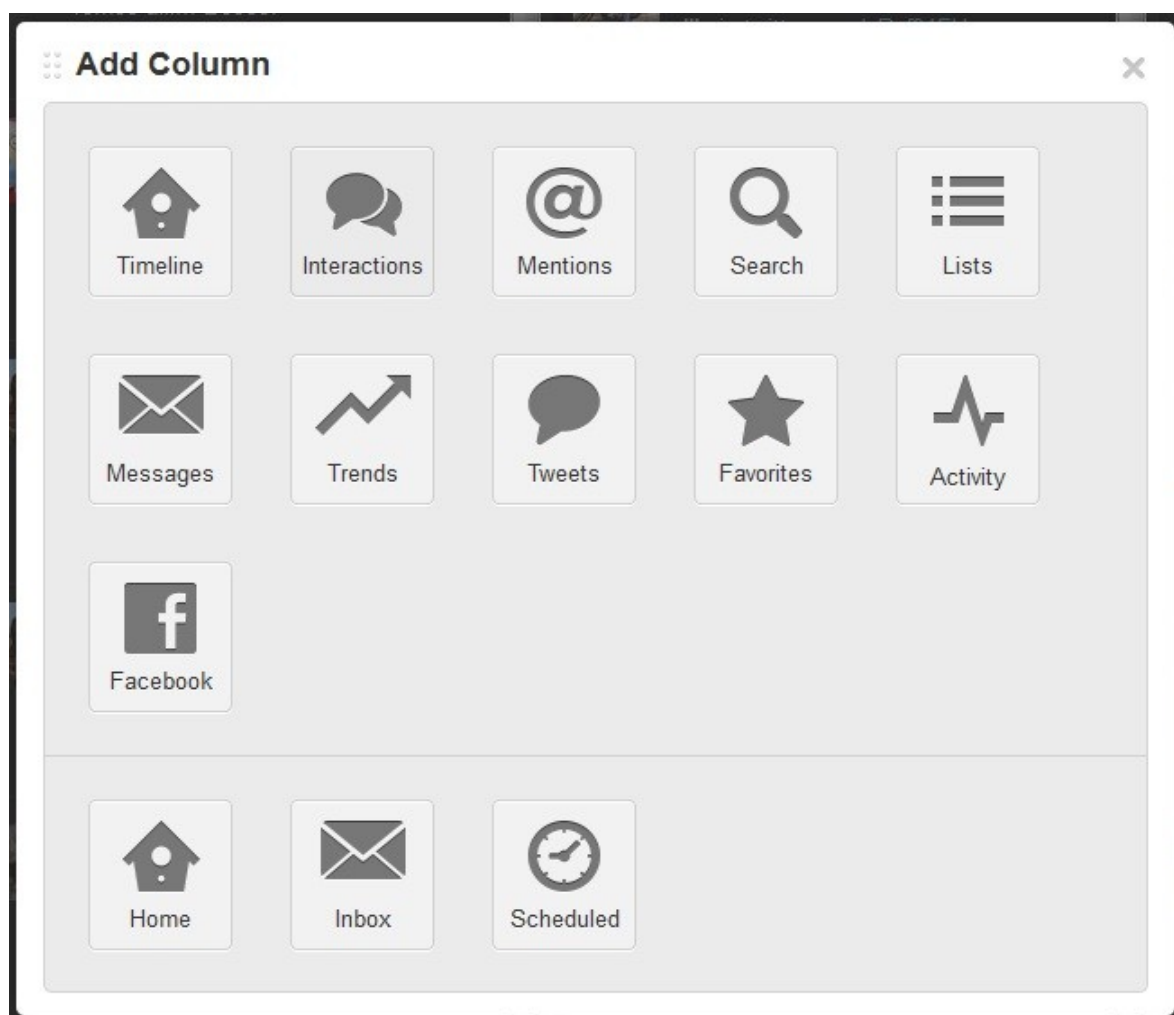 Add Column
Timeline Interactions Mentions Search Lists
Messages Trends Tweets Favorites Activity
Facebook
Home Inbox Scheduled